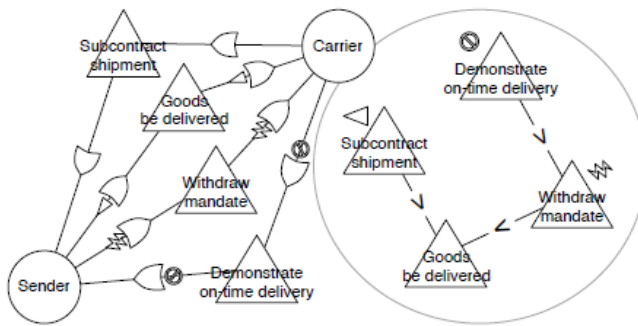 Subcontract
shipment
Carrier
Goods
be delivered
Withdraw
mandate
Sender
Demonstrate
on-time delivery
Demonstrate
on-time delivery
Subcontract
shipment
Withdraw
mandate
Goods
be delivered